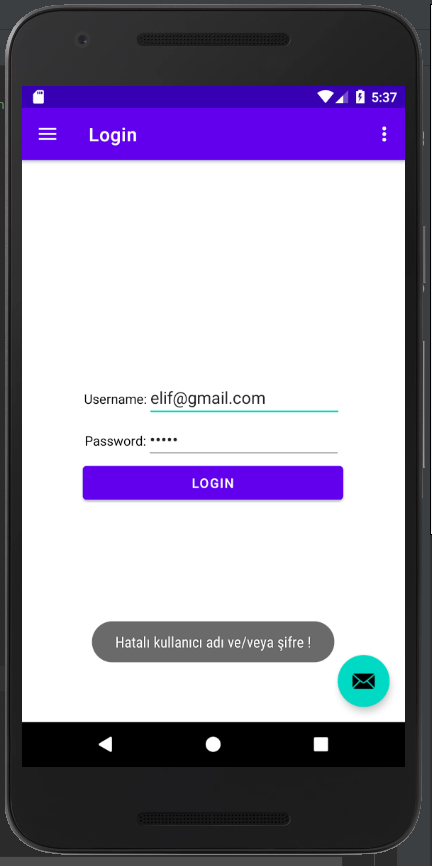 5:37
Login
Username: elif@gmail.com
Password: •••••
LOGIN
Hatalı kullanıcı adı ve/veya şifre !